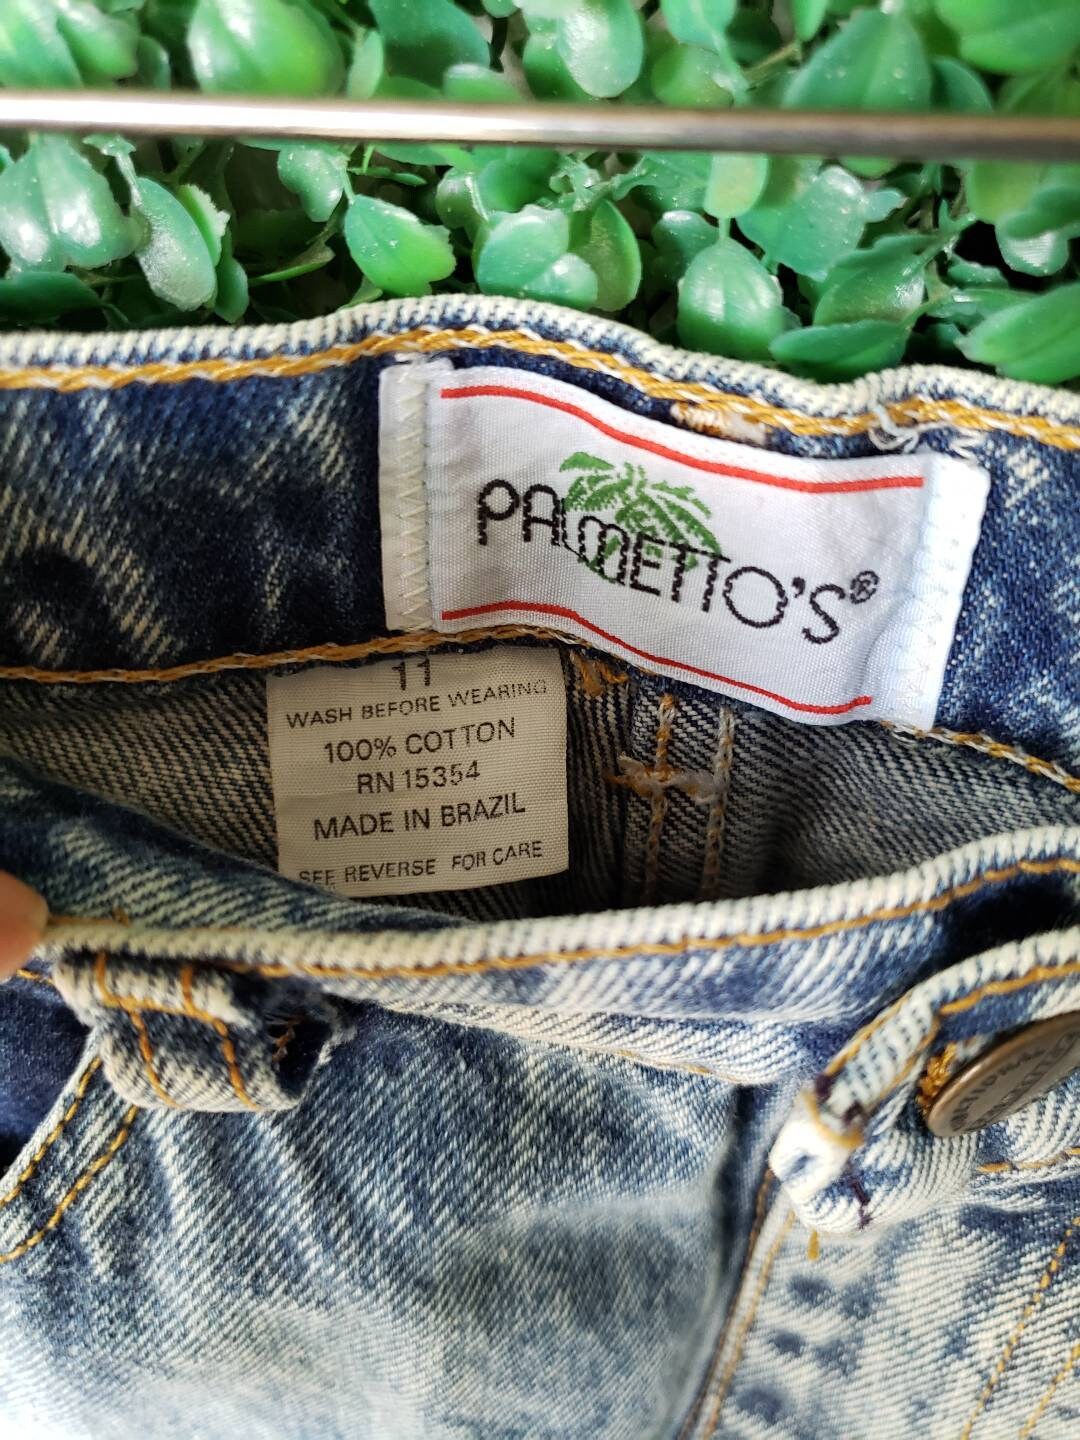 PALMETTO'S®
11
WASH BEFORE WEARING
100% COTTON
RN 15354
MADE IN BRAZIL
SEE REVERSE FOR CARE